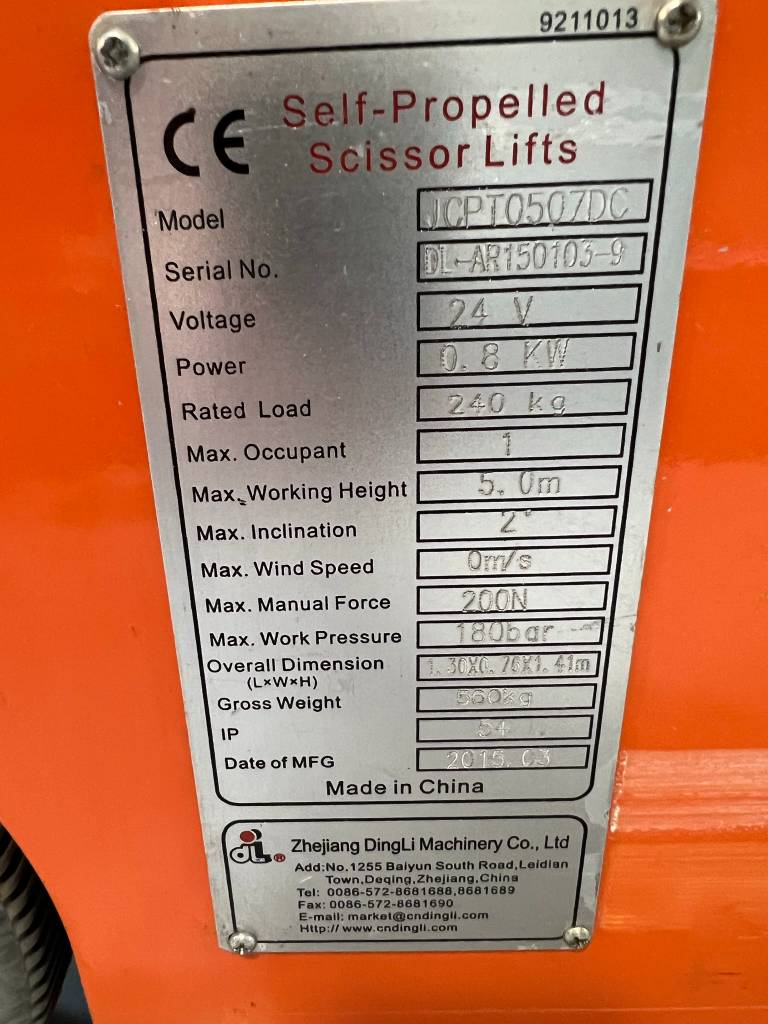 9211013
CE Self-Propelled
Scissor Lifts
Model JCPT0507DC
Serial No. DL-AR150103-9
Voltage 24 V
Power 0.8 KW
Rated Load 240 kg
Max. Occupant 1
Max. Working Height 5.0m
Max. Inclination 2°
Max. Wind Speed 0m/s
Max. Manual Force 200N
Max. Work Pressure 180bar
Overall Dimension 1.30X0.76X1.41m
(L×W×H)
Gross Weight 560kg
IP 54
Date of MFG 2015.03
Made in China
dL ® Zhejiang DingLi Machinery Co., Ltd
Add:No.1255 Baiyun South Road,Leidian
Town,Deqing,Zhejiang,China
Tel: 0086-572-8681688,8681689
Fax: 0086-572-8681690
E-mail: market@cndingli.com
Http://www.cndingli.com